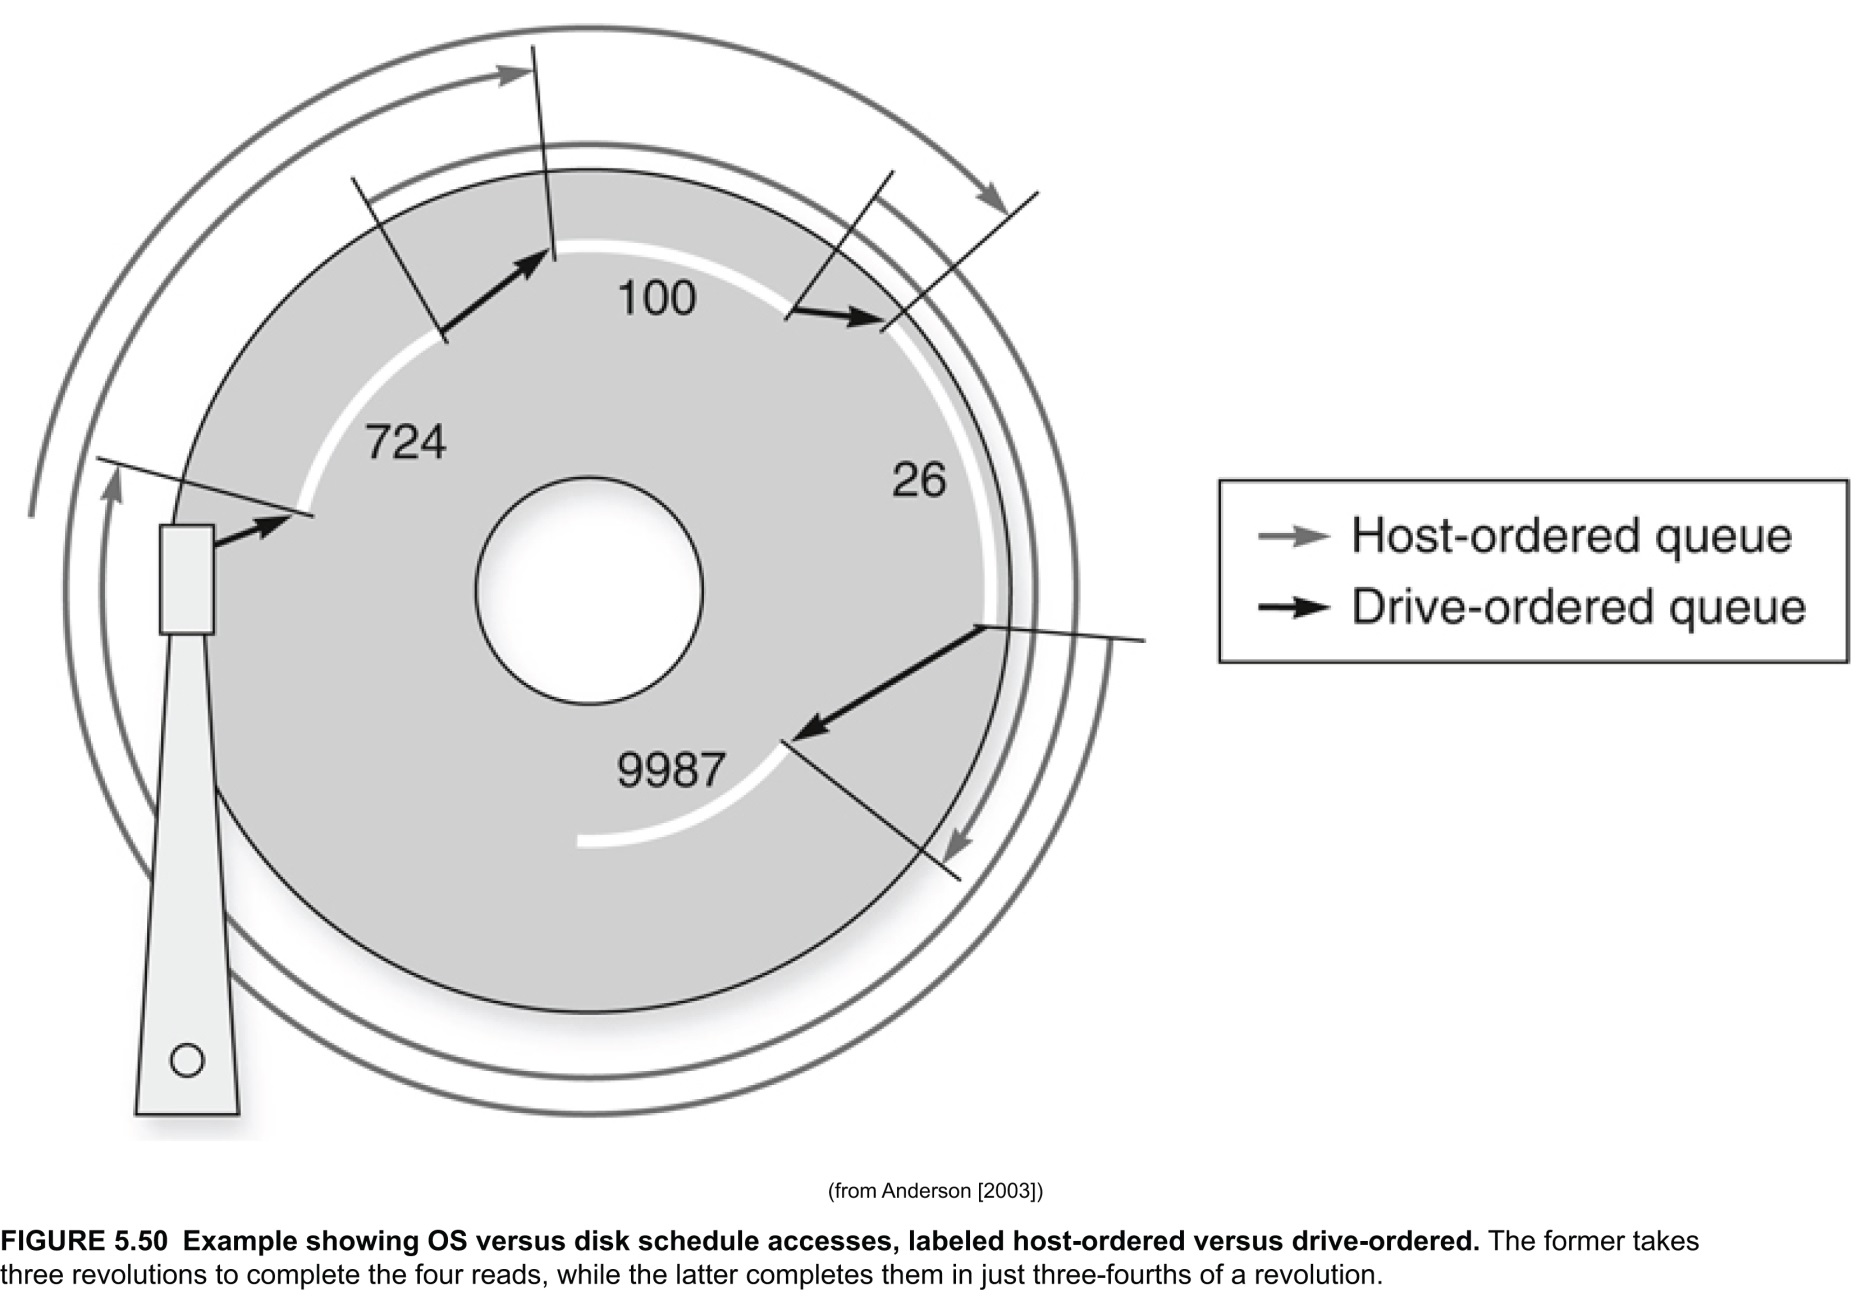 100
724
26
9987
Host-ordered queue
Drive-ordered queue
(from Anderson [2003])
FIGURE 5.50 Example showing OS versus disk schedule accesses, labeled host-ordered versus drive-ordered. The former takes
three revolutions to complete the four reads, while the latter completes them in just three-fourths of a revolution.